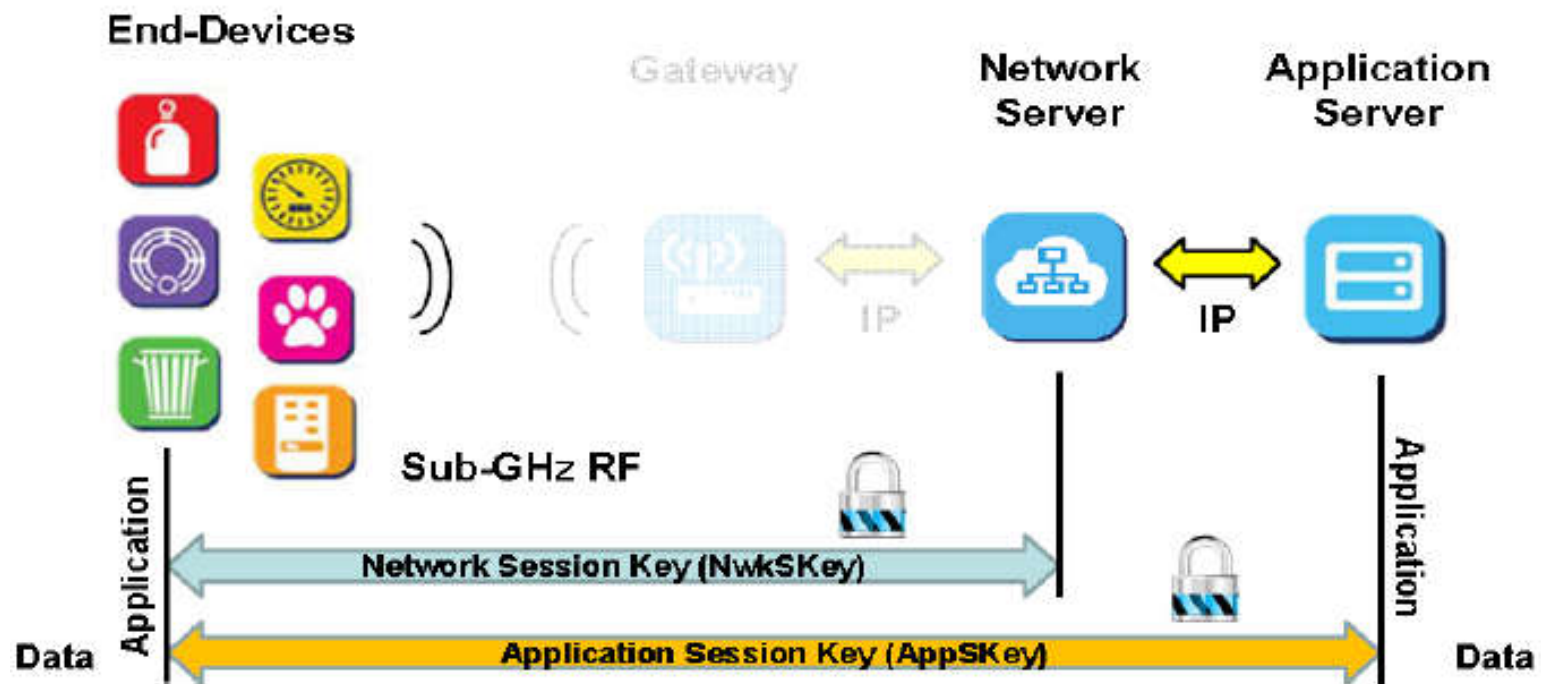 End-Devices
Gateway
Network
Server
Application
Server
IP
IP
Sub-GHz RF
Application
Application
Network Session Key (NwkSKey)
Application Session Key (AppSKey)
Data
Data